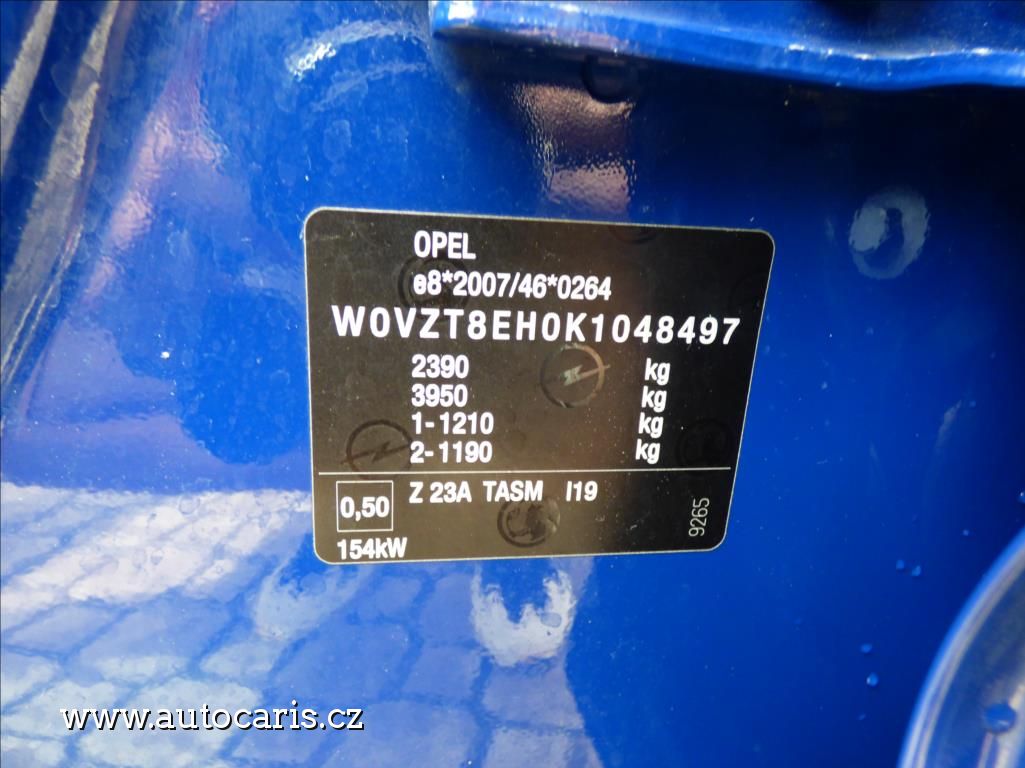 OPEL
e8*2007/46*0264
W0VZT8EH0K1048497
2390 kg
3950 kg
1-1210 kg
2-1190 kg
0,50 Z 23A TASM I19
9265
154kW
www.autocaris.cz